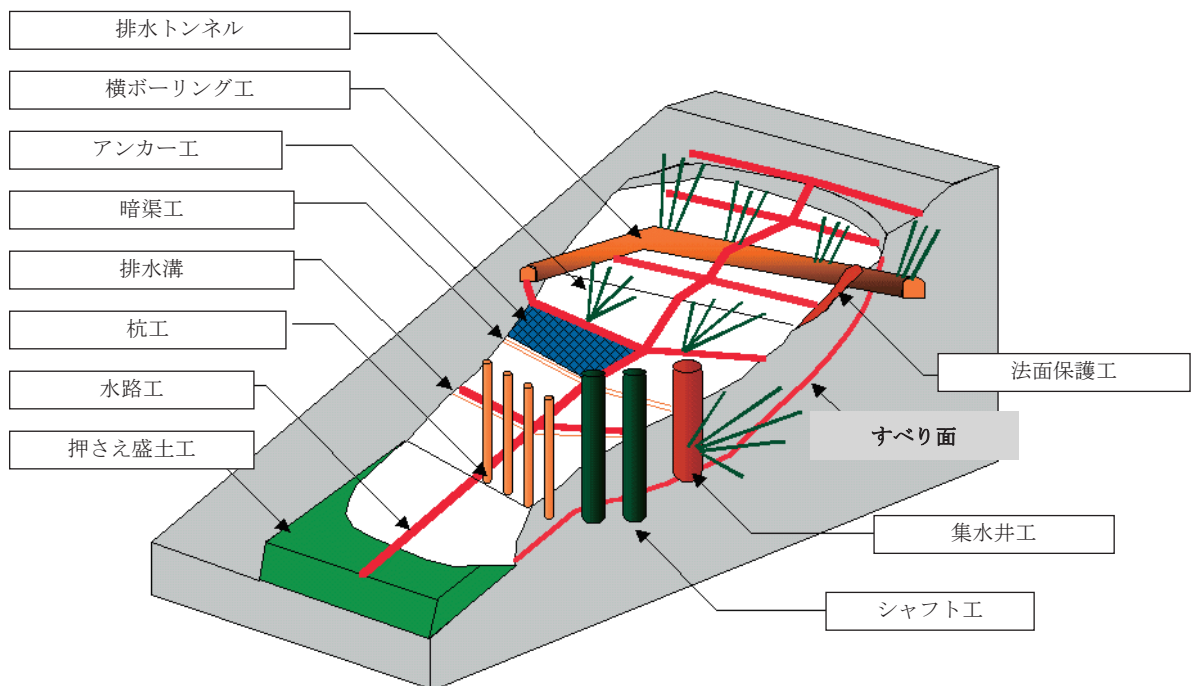 排水トンネル
横ボーリング工
アンカー工
暗渠工
排水溝
杭工
水路工
押さえ盛土工
法面保護工
すべり面
集水井工
シャフト工